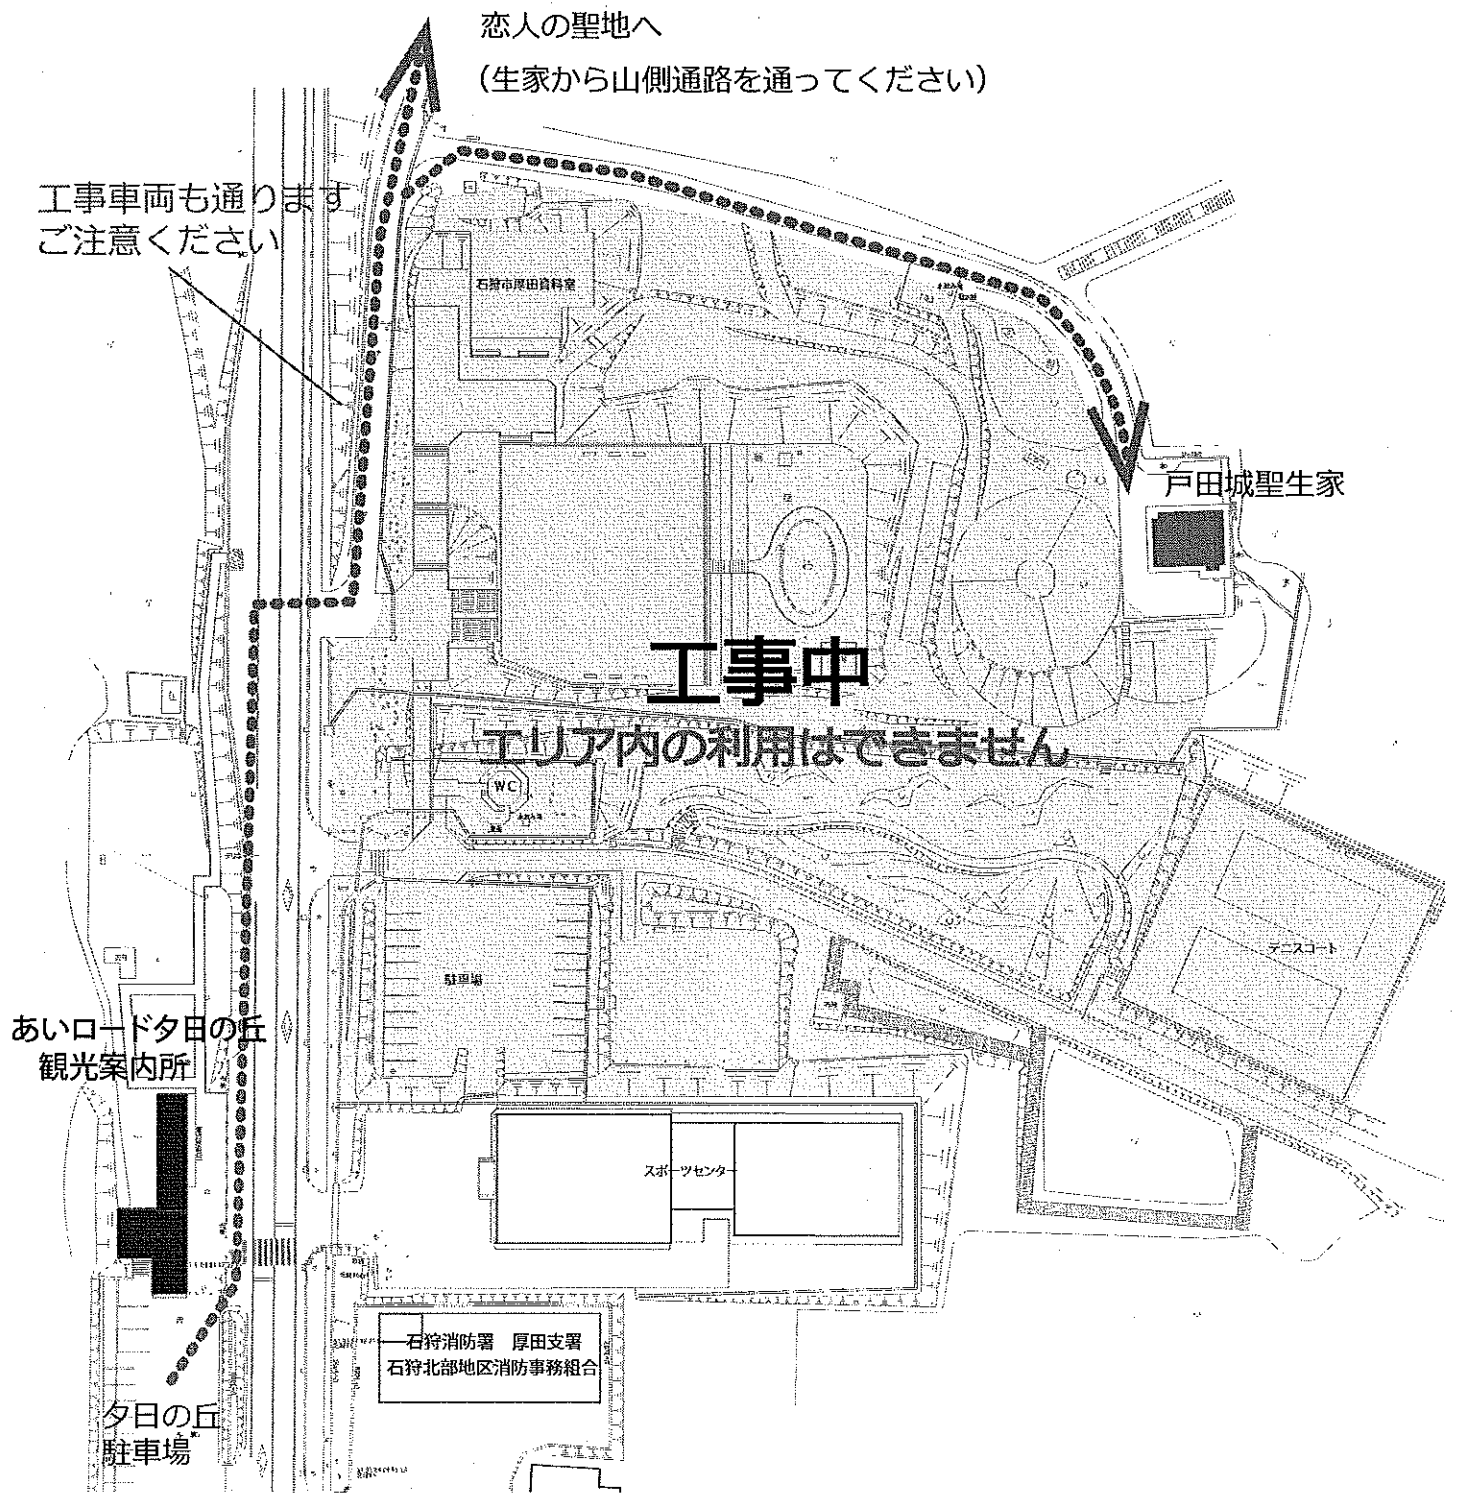 恋人の聖地へ
（生家から山側通路を通ってください）
工事車両も通ります
ご注意ください
石狩市厚田資料室
戸田城聖生家
工事中
エリア内の利用はできません
WC
テニスコート
駐車場
あいロード夕日の丘
観光案内所
スポーツセンター
石狩消防署　厚田支署
石狩北部地区消防事務組合
夕日の丘
駐車場